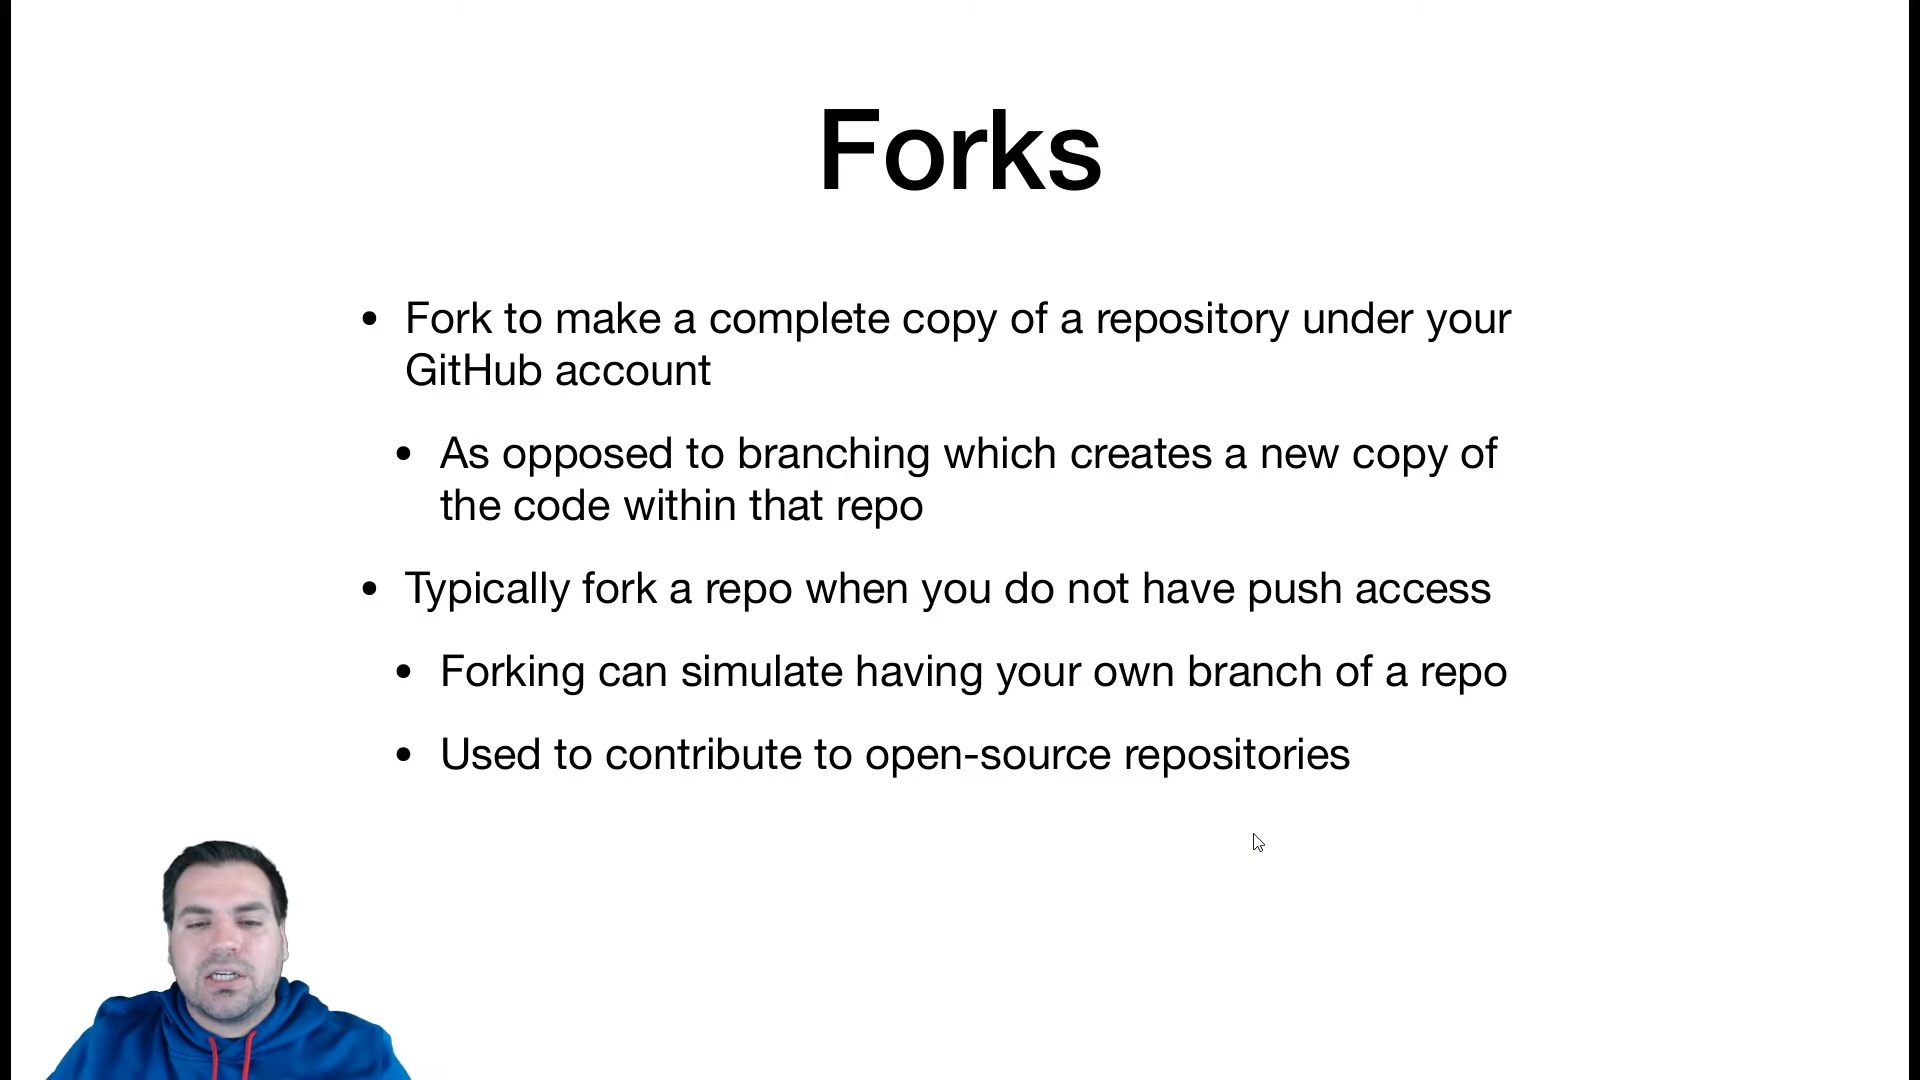 Forks
• Fork to make a complete copy of a repository under your
GitHub account
• As opposed to branching which creates a new copy of
the code within that repo
• Typically fork a repo when you do not have push access
• Forking can simulate having your own branch of a repo
• Used to contribute to open-source repositories